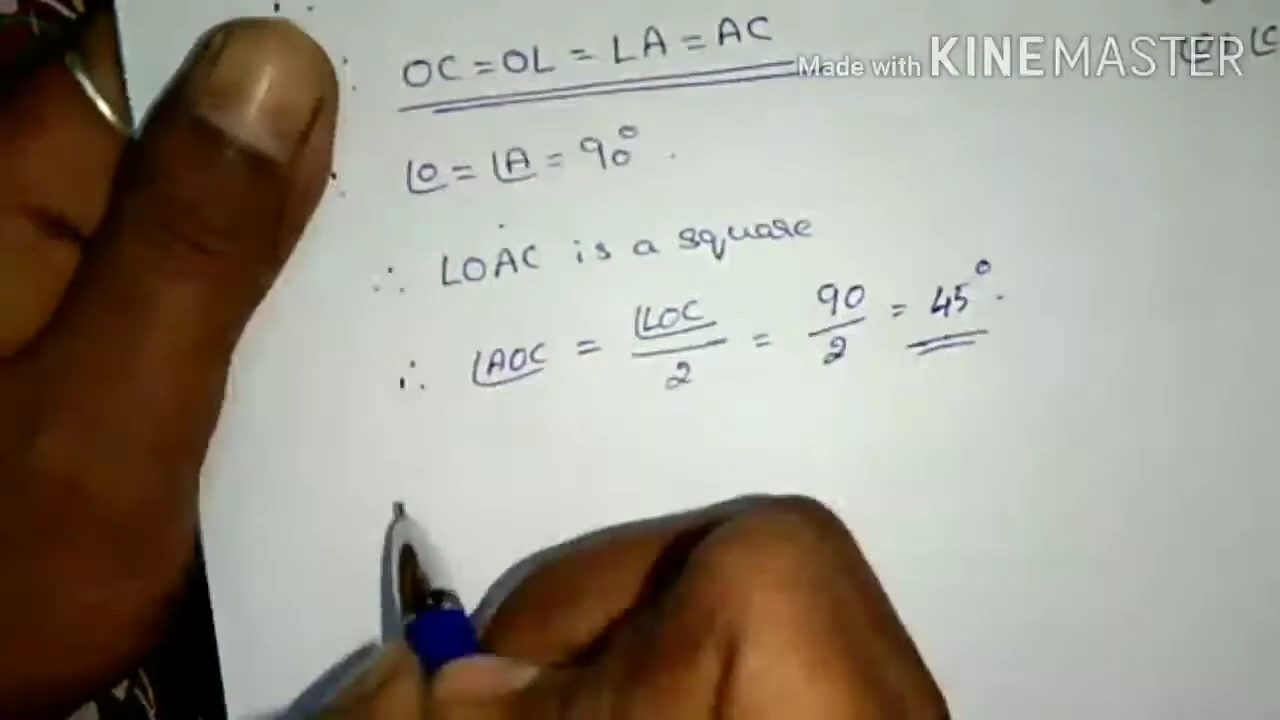 OC = OL = LA = AC
Made with KINEMASTER
∠O = ∠A = 90°.
∴ LOAC is a square
∴ ∠AOC = ∠LOC / 2 = 90 / 2 = 45°.